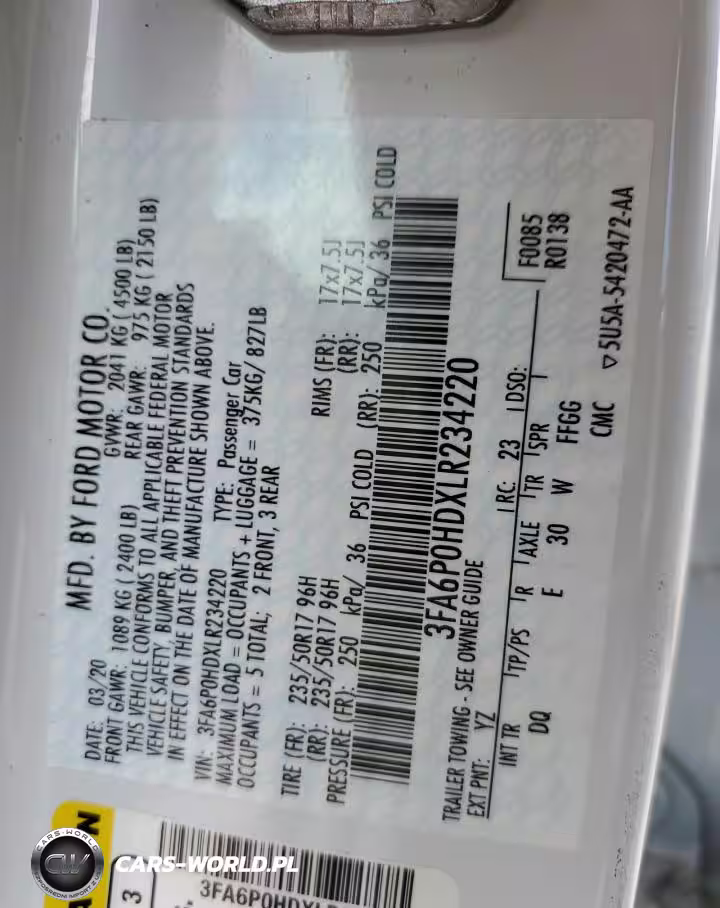 MFD. BY FORD MOTOR CO.
DATE: 03/20 GVWR: 2041 KG ( 4500 LB)
FRONT GAWR: 1089 KG ( 2400 LB) REAR GAWR: 975 KG ( 2150 LB)
THIS VEHICLE CONFORMS TO ALL APPLICABLE FEDERAL MOTOR
VEHICLE SAFETY, BUMPER, AND THEFT PREVENTION STANDARDS
IN EFFECT ON THE DATE OF MANUFACTURE SHOWN ABOVE.
VIN: 3FA6P0HDXLR234220 TYPE: Passenger Car
MAXIMUM LOAD = OCCUPANTS + LUGGAGE = 375KG/ 827LB
OCCUPANTS = 5 TOTAL; 2 FRONT, 3 REAR
TIRE (FR): 235/50R17 96H RIMS (FR): 17x7.5J
(RR): 235/50R17 96H (RR): 17x7.5J
PRESSURE (FR): 250 kPa/ 36 PSI COLD (RR): 250 kPa/ 36 PSI COLD
3FA6P0HDXLR234220
TRAILER TOWING - SEE OWNER GUIDE
EXT PNT: YZ RC: 23 DSO: F0085
R0138
INT TR TP/PS R AXLE TR SPR
DQ E 30 W FFGG
CMC
▽5U5A-5420472-AA
3
3FA6P0HDXLR
CARS-WORLD
CW
CARS-WORLD.PL